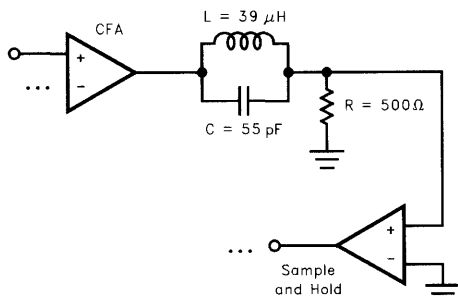 CFA
L = 39 μH
+
...
−
C = 55 pF
R = 500Ω
+
−
...
Sample
and Hold